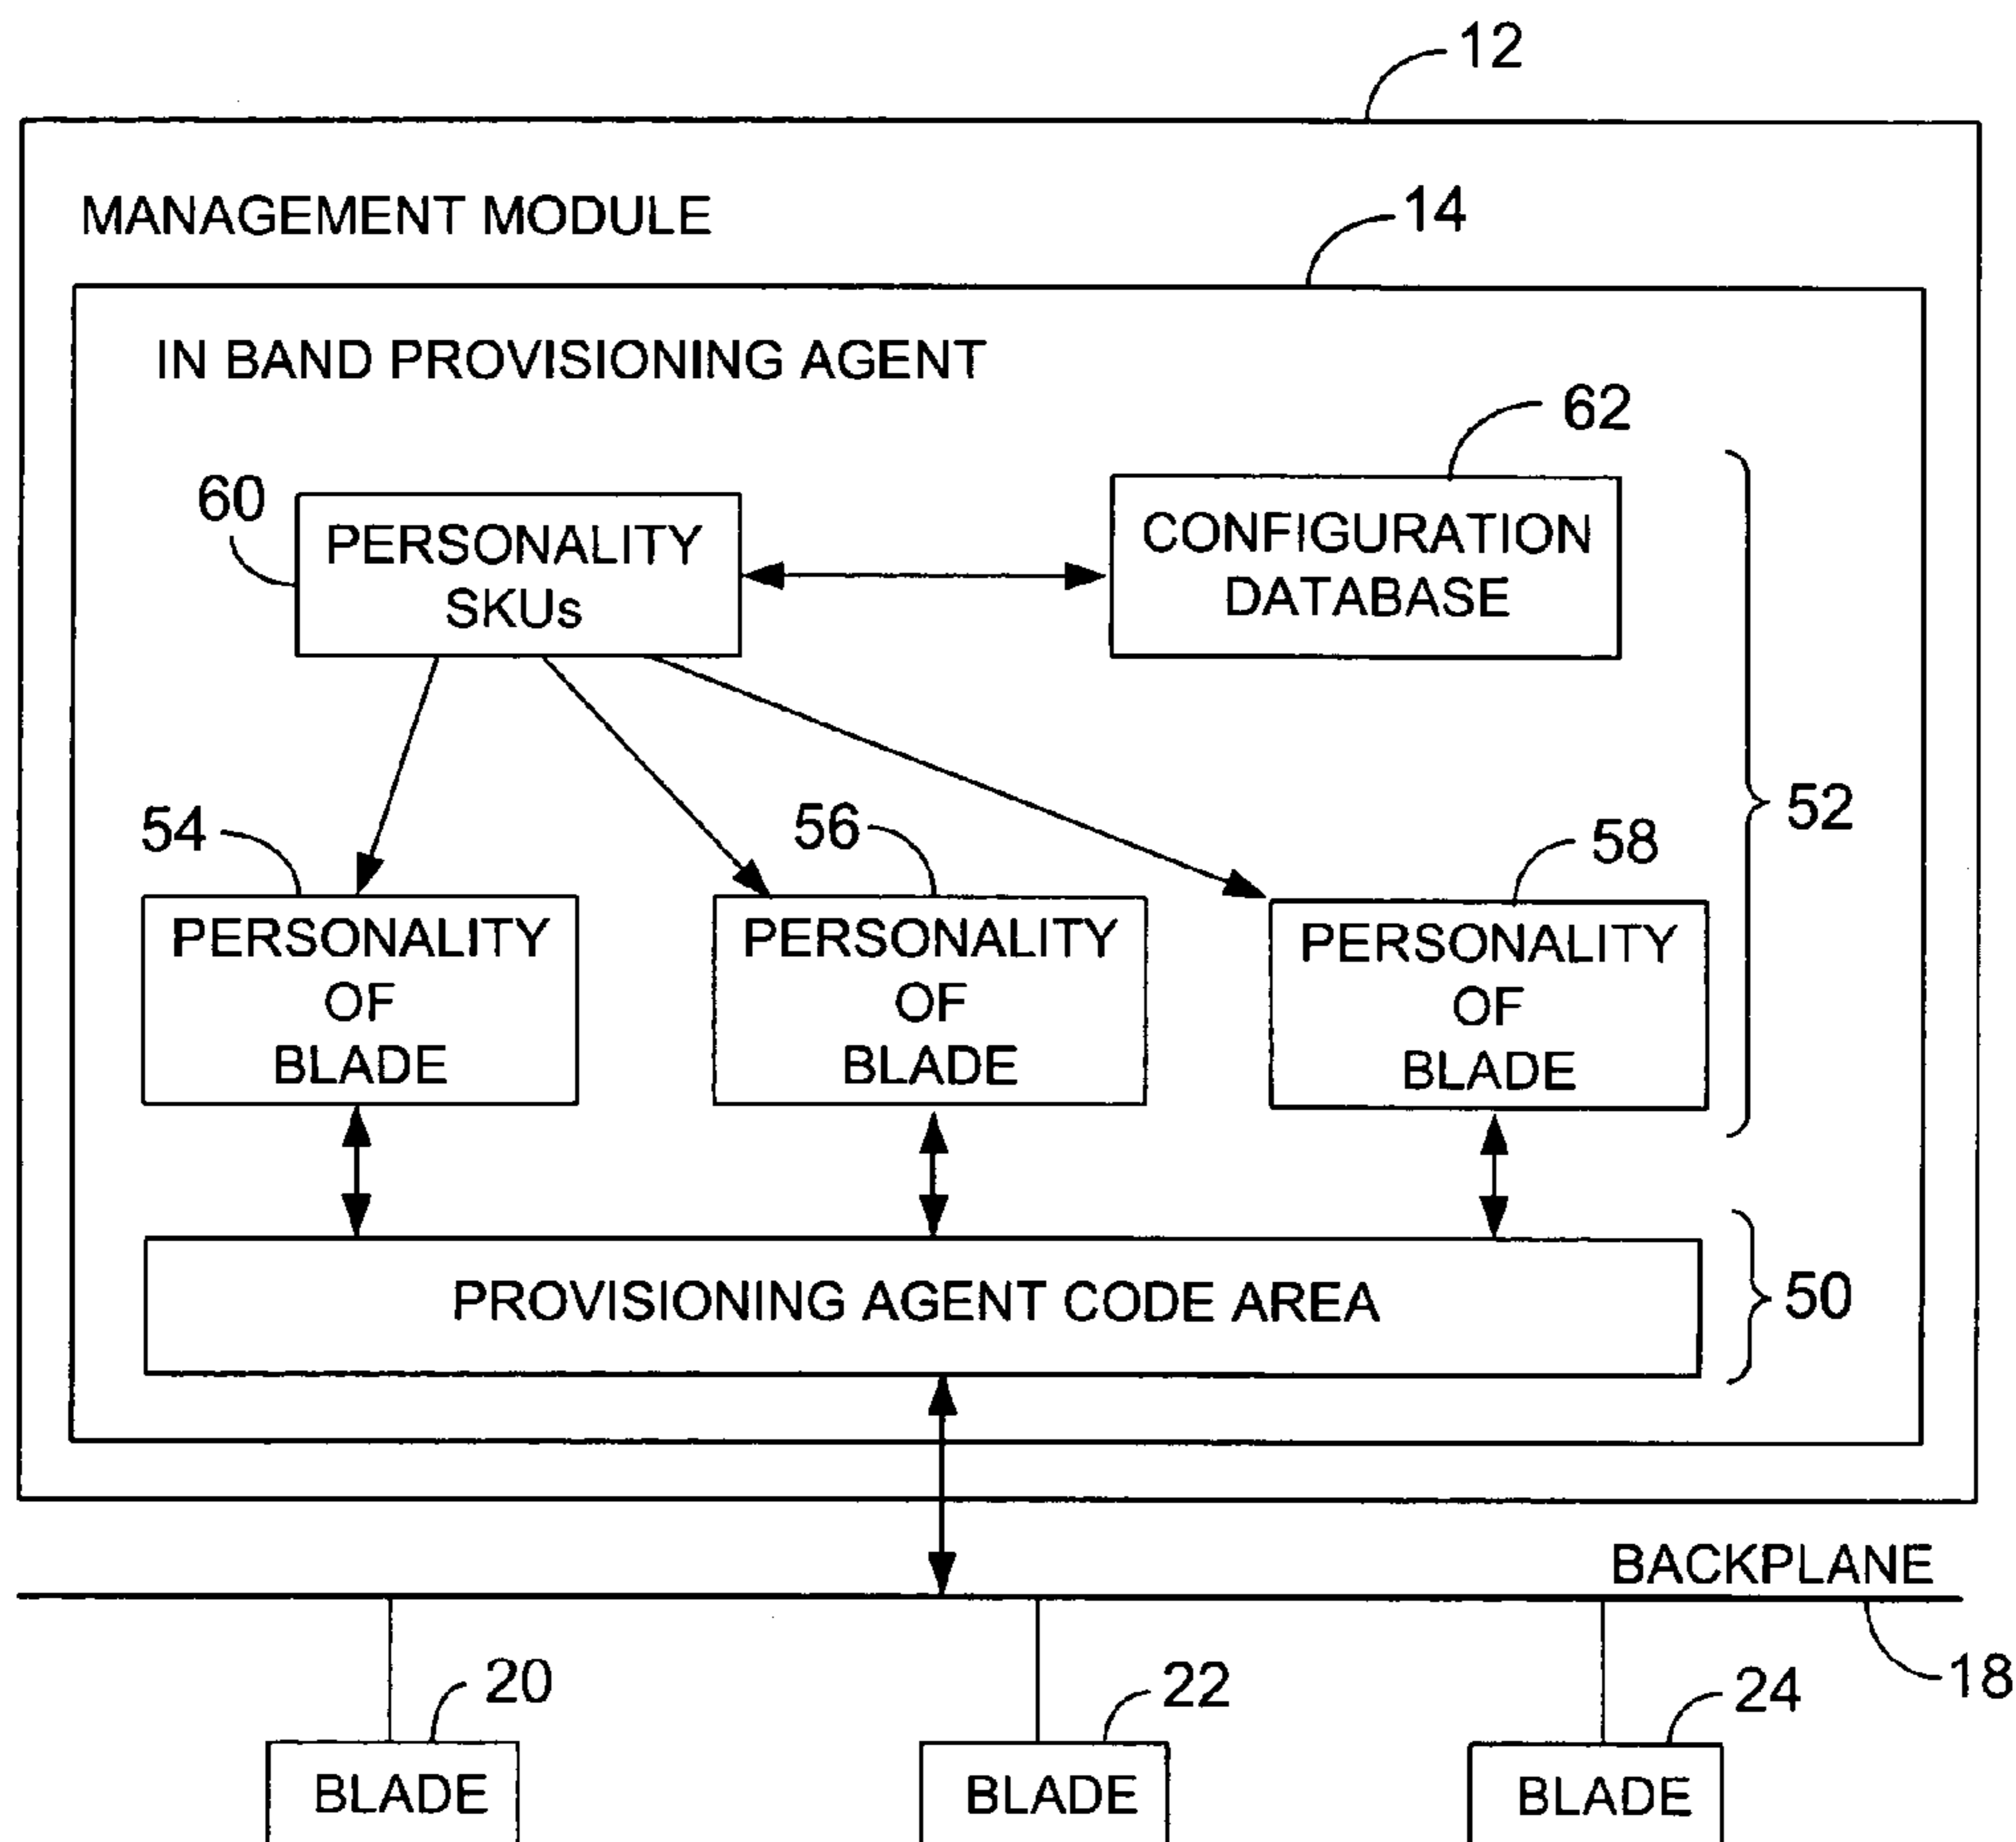 12
MANAGEMENT MODULE
14
IN BAND PROVISIONING AGENT
62
60
PERSONALITY
SKUs
CONFIGURATION
DATABASE
52
54
56
58
PERSONALITY
OF
BLADE
PERSONALITY
OF
BLADE
PERSONALITY
OF
BLADE
PROVISIONING AGENT CODE AREA
50
BACKPLANE
18
20
22
24
BLADE
BLADE
BLADE